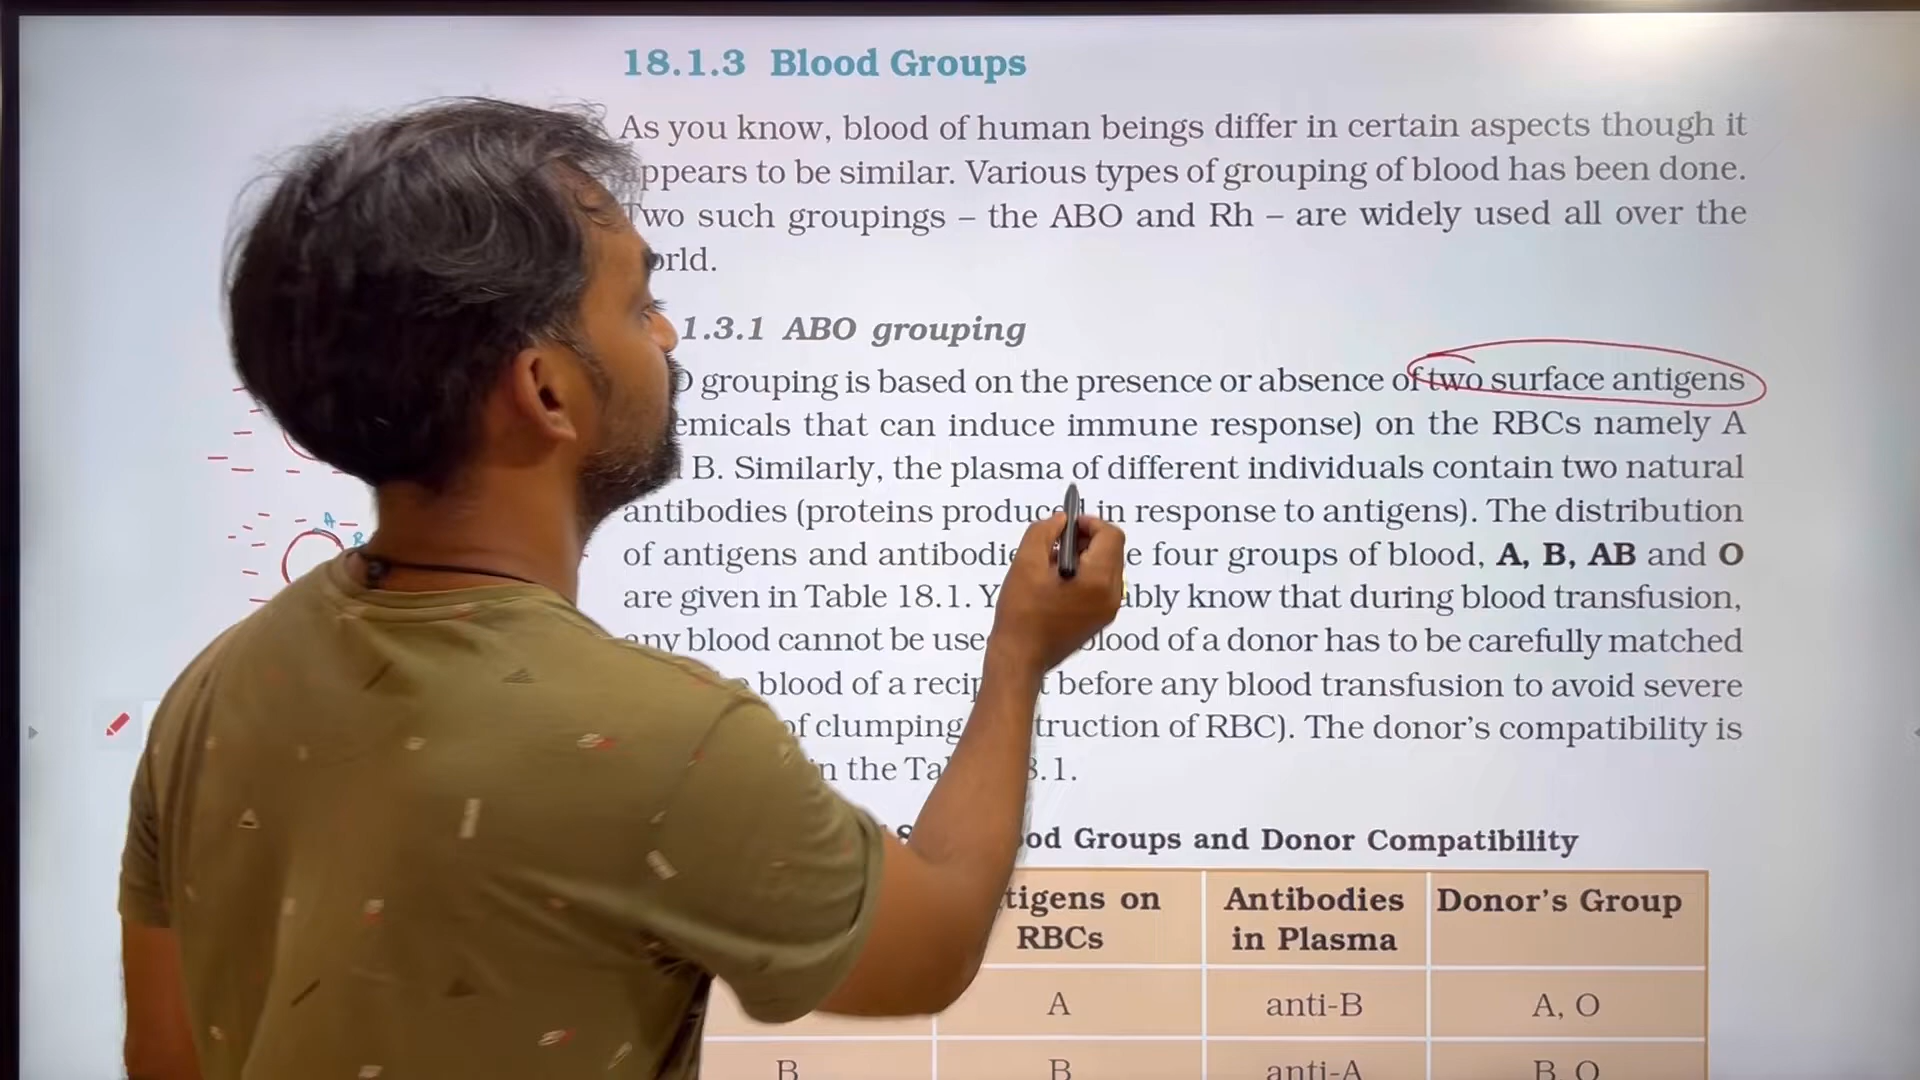 18.1.3 Blood Groups
As you know, blood of human beings differ in certain aspects though it
appears to be similar. Various types of grouping of blood has been done.
Two such groupings – the ABO and Rh – are widely used all over the
orld.
1.3.1 ABO grouping
O grouping is based on the presence or absence of two surface antigens
emicals that can induce immune response) on the RBCs namely A
B. Similarly, the plasma of different individuals contain two natural
antibodies (proteins produced in response to antigens). The distribution
of antigens and antibodie e four groups of blood, A, B, AB and O
are given in Table 18.1. Y ably know that during blood transfusion,
any blood cannot be use blood of a donor has to be carefully matched
blood of a recip t before any blood transfusion to avoid severe
of clumping truction of RBC). The donor's compatibility is
in the Ta 8.1.
A
B
od Groups and Donor Compatibility
tigens on Antibodies Donor's Group
RBCs in Plasma
A anti-B A, O
B B anti-A B, O